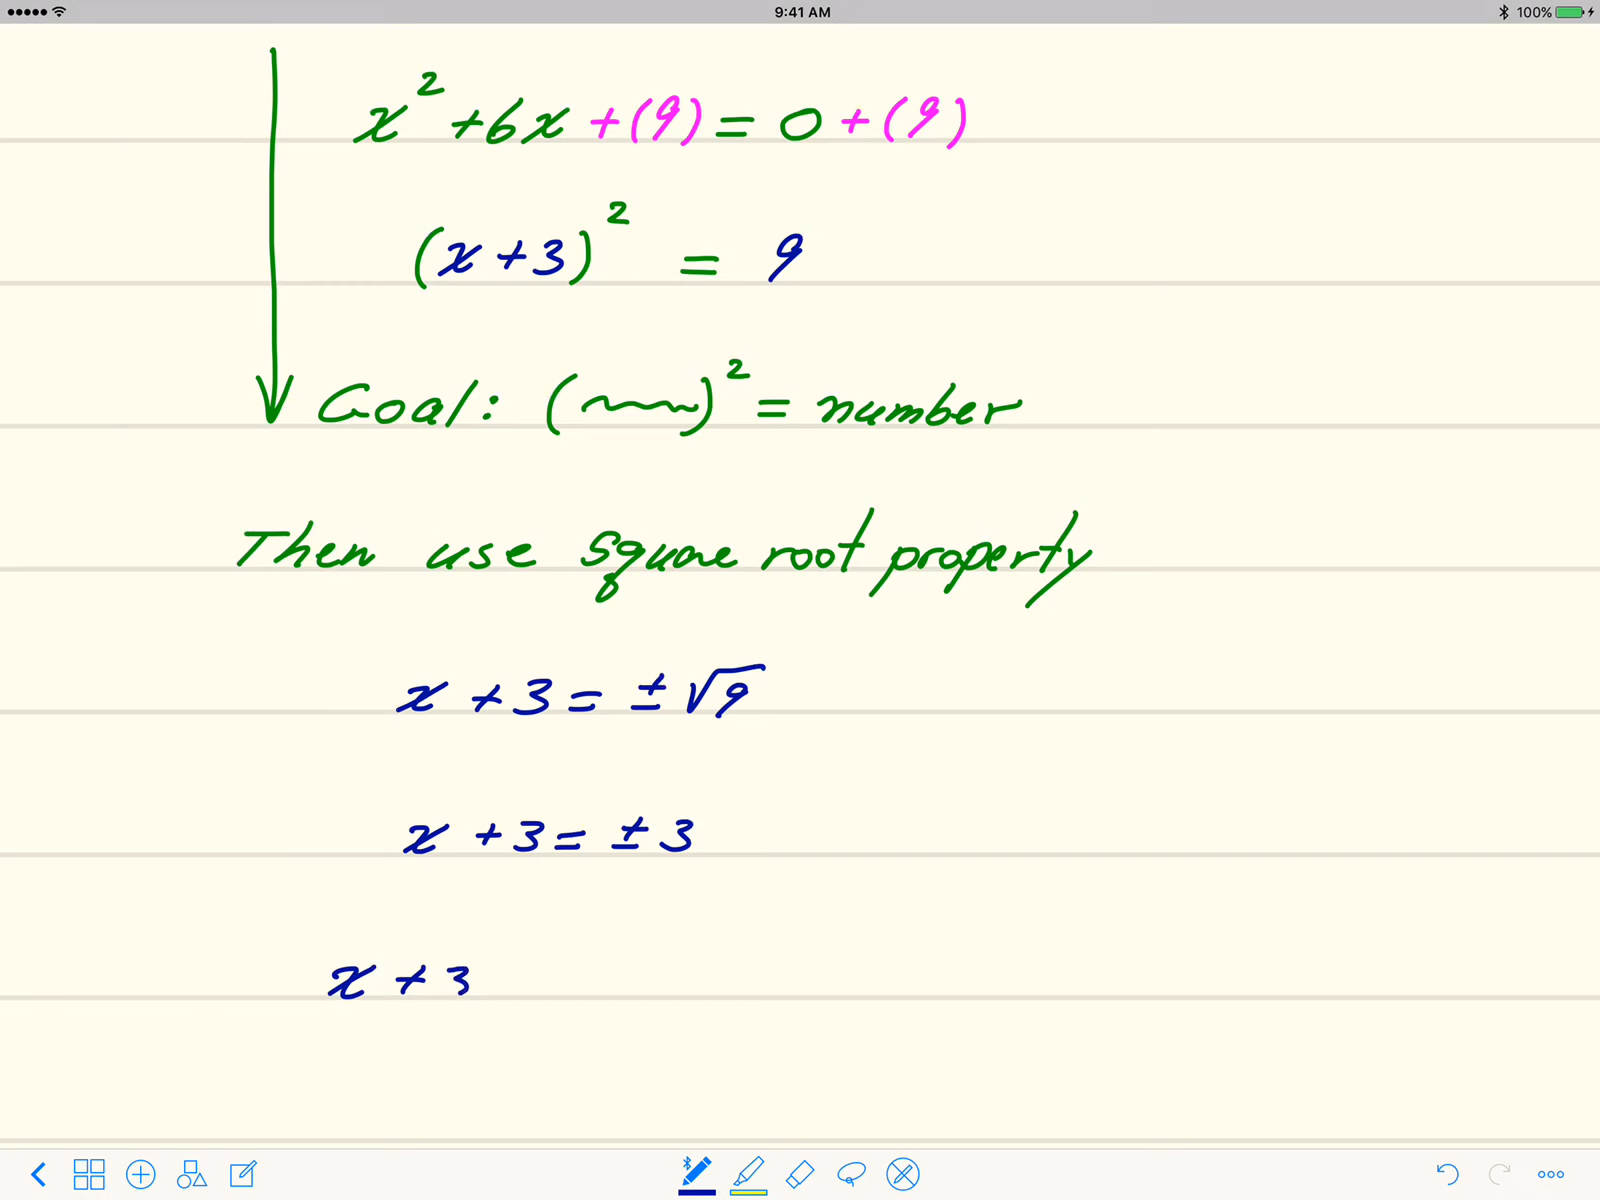 9:41 AM 100%
x² +6x +(9) = 0 +(9)
(x+3)² = 9
Goal: (~~~)² = number
Then use square root property
x +3 = ± √9
x +3 = ± 3
x +3